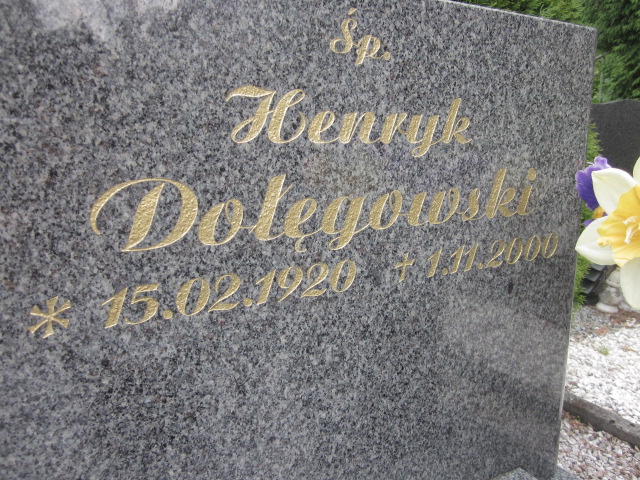 Śp.
Henryk
Dołęgowski
* 15.02.1920 † 1.11.2000